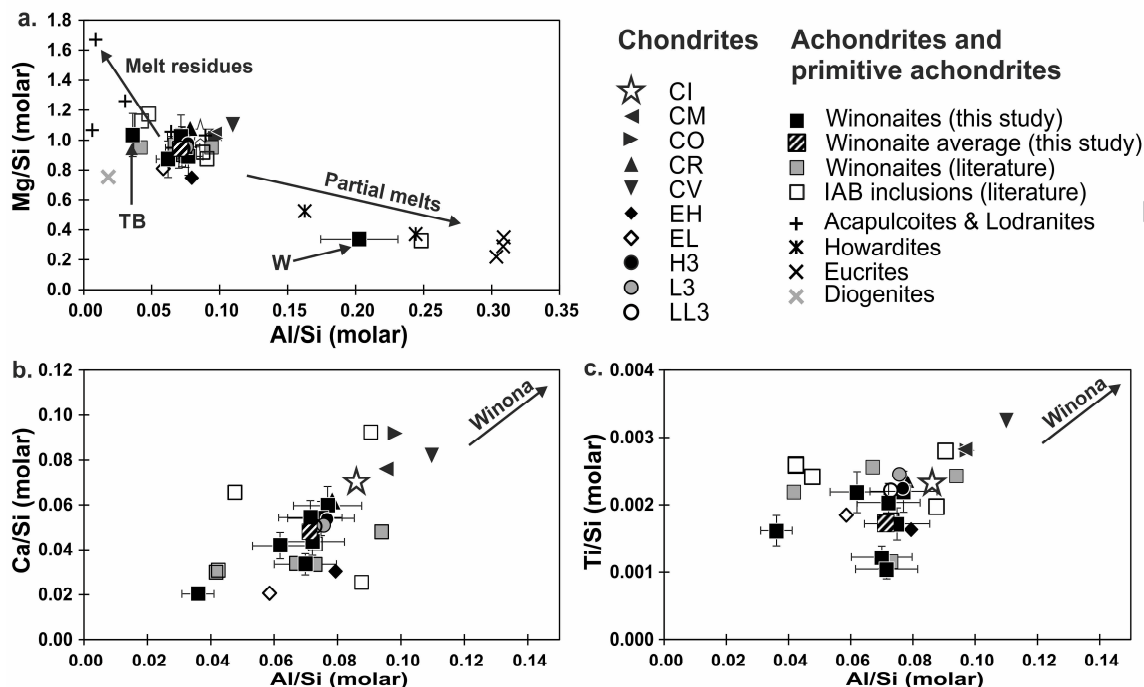 a.
1.8
1.6
1.4
1.2
1.0
0.8
0.6
0.4
0.2
0.0
Mg/Si (molar)
Melt residues
Partial melts
TB
W
0.00 0.05 0.10 0.15 0.20 0.25 0.30 0.35
Al/Si (molar)
Chondrites
CI
CM
CO
CR
CV
EH
EL
H3
L3
LL3
Achondrites and
primitive achondrites
Winonaites (this study)
Winonaite average (this study)
Winonaites (literature)
IAB inclusions (literature)
Acapulcoites & Lodranites
Howardites
Eucrites
Diogenites
b.
0.12
0.10
0.08
0.06
0.04
0.02
0.00
Ca/Si (molar)
Winona
0.00 0.02 0.04 0.06 0.08 0.10 0.12 0.14
Al/Si (molar)
c.
0.004
0.003
0.002
0.001
0.000
Ti/Si (molar)
Winona
0.00 0.02 0.04 0.06 0.08 0.10 0.12 0.14
Al/Si (molar)